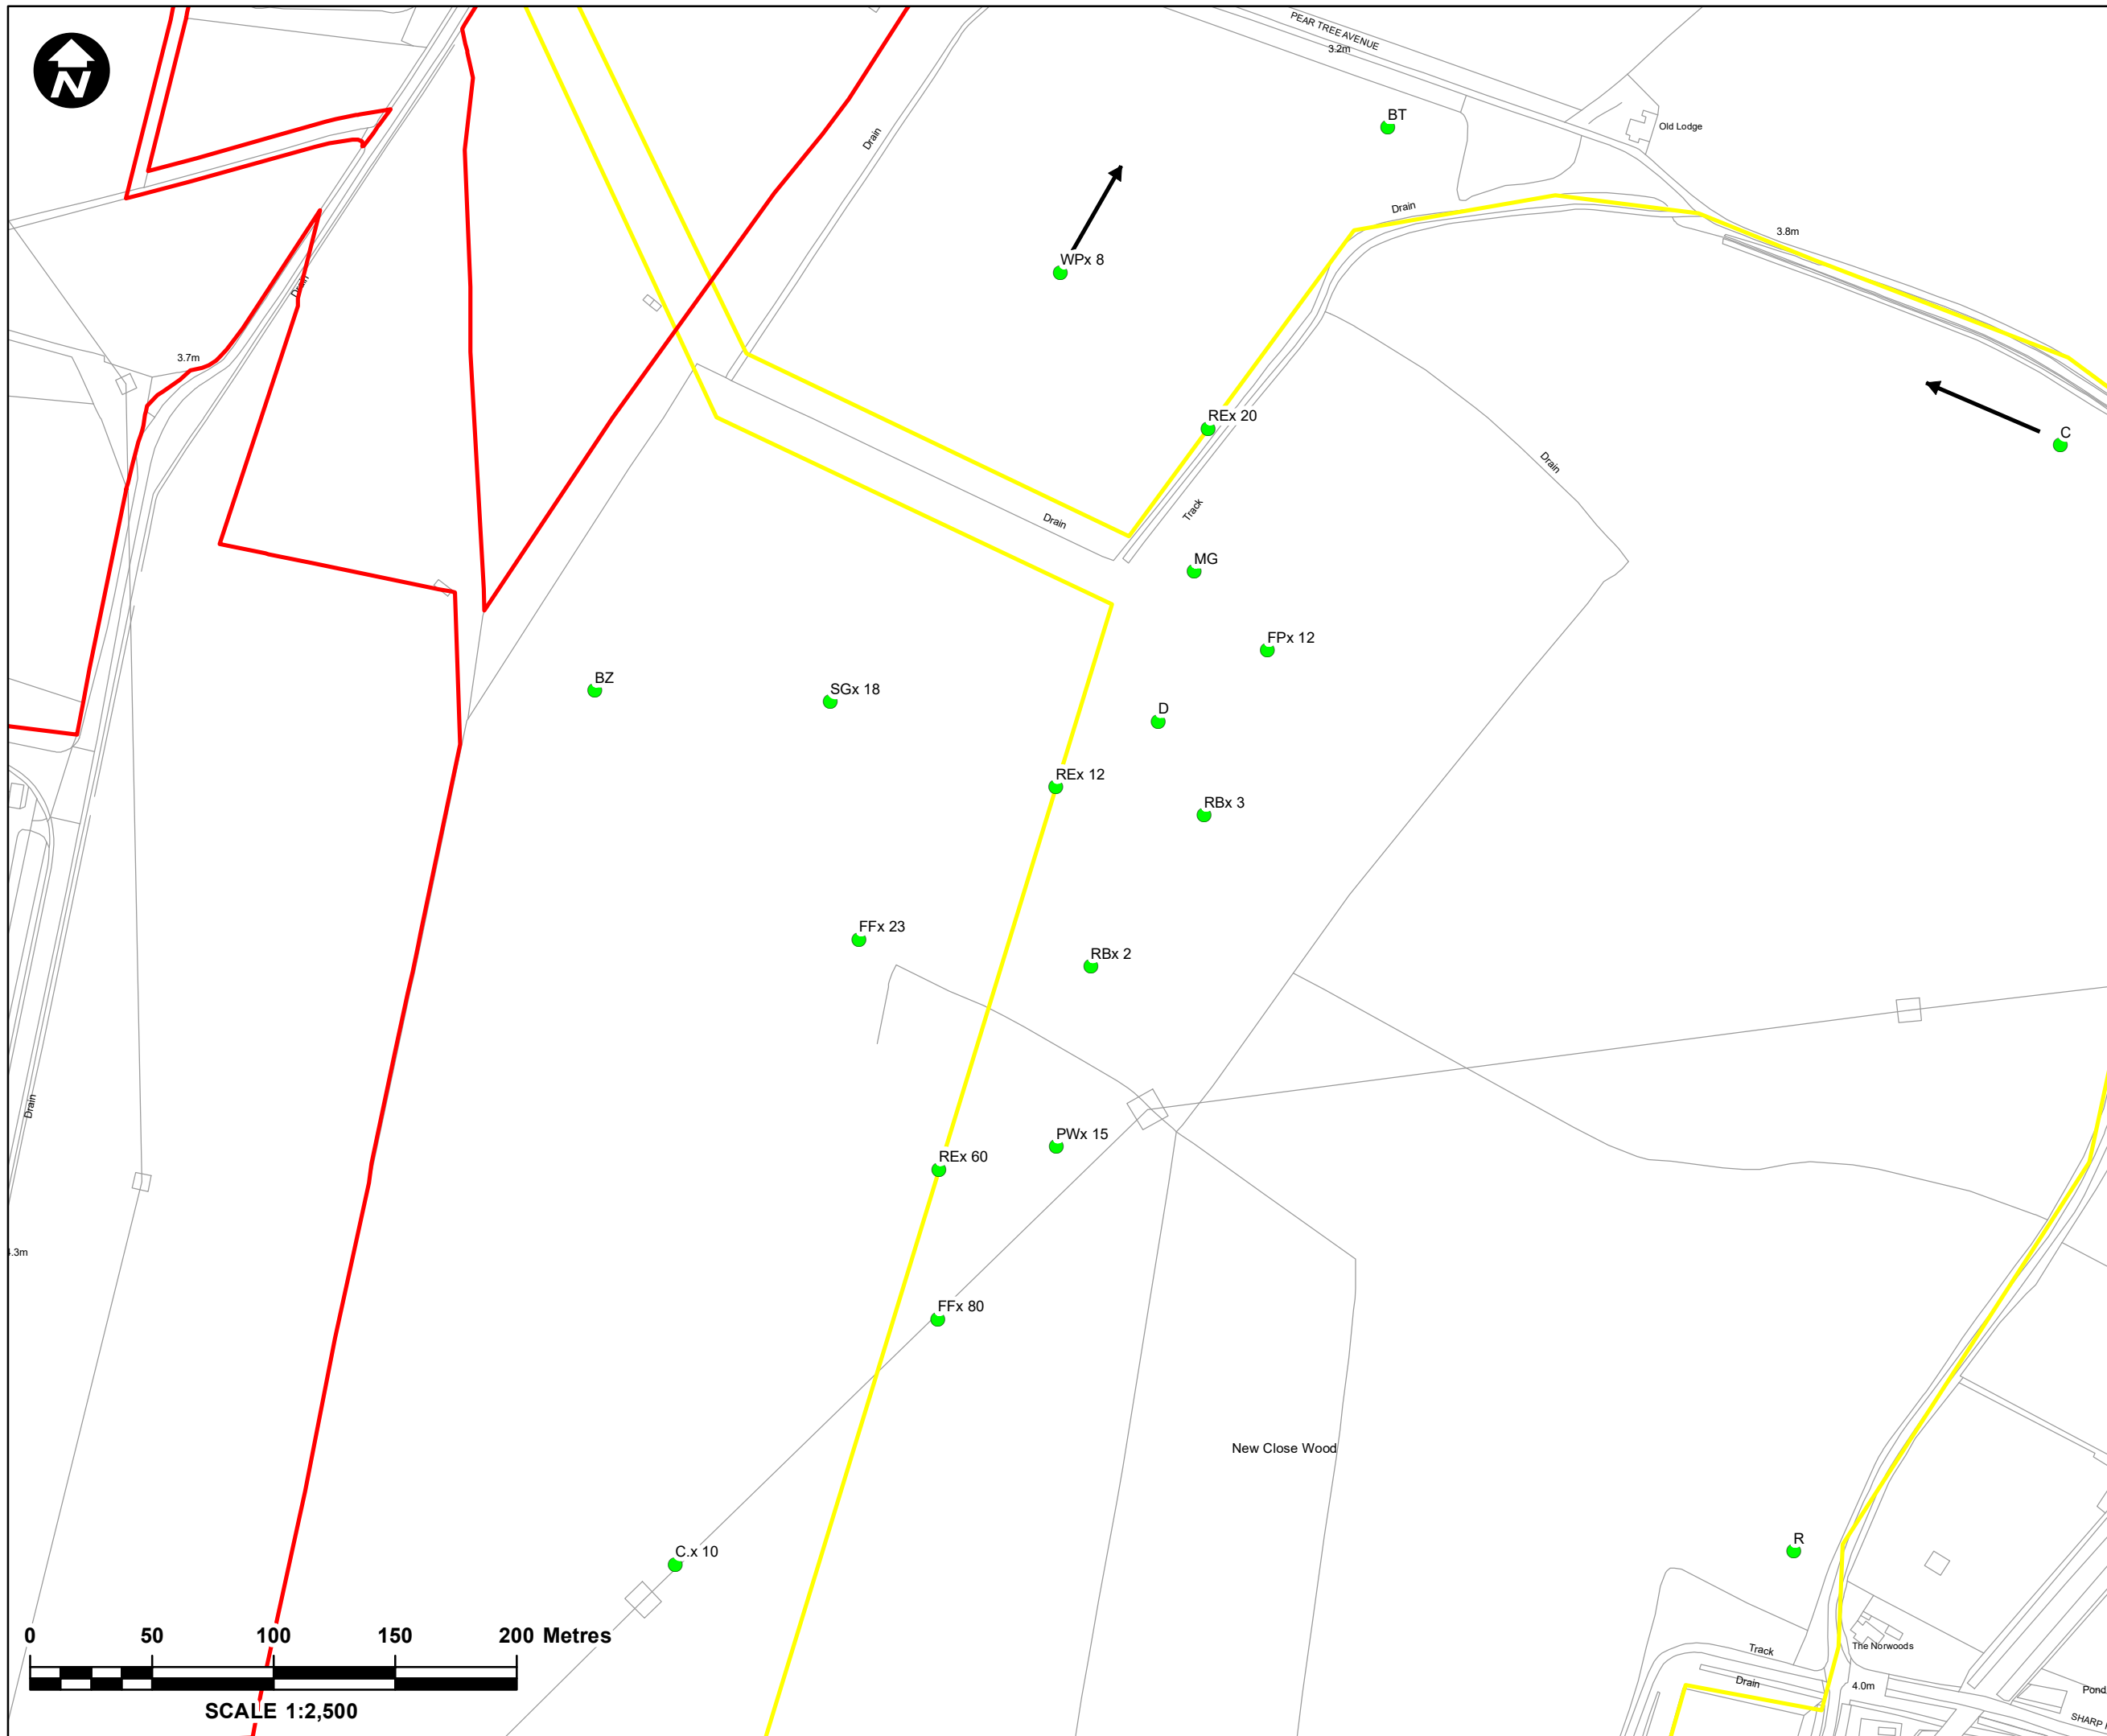 PEAR TREE AVENUE
3.2m
N
BT
Old Lodge
Drain
Drain
3.8m
WPx 8
Drain
3.7m
REx 20
C
Drain
Drain
Track
MG
FPx 12
BZ
SGx 18
D
REx 12
RBx 3
FFx 23
RBx 2
Drain
PWx 15
REx 60
FFx 80
New Close Wood
R
C.x 10
0 50 100 150 200 Metres
SCALE 1:2,500
Track
The Norwoods
Drain
4.0m
Pond
SHARP